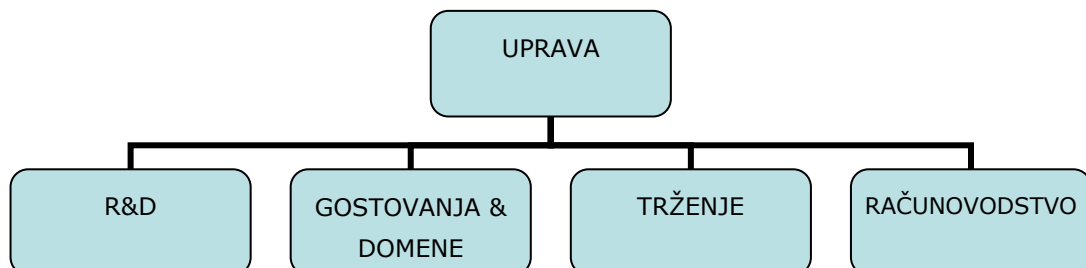 UPRAVA
R&D
GOSTOVANJA &
DOMENE
TRŽENJE
RAČUNOVODSTVO